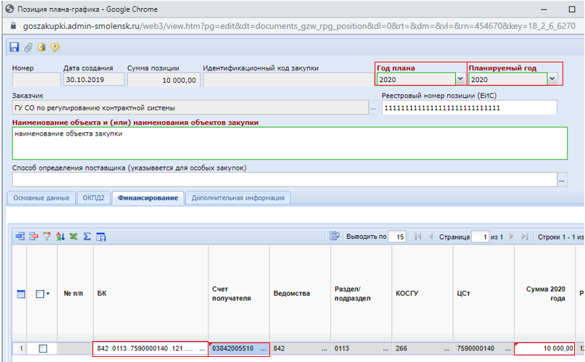 Позиция плана-графика - Google Chrome
goszakupki.admin-smolensk.ru/web3/view.htm?pg=edit&dt=documents_gzw_rpg_position&dl=0&rt=&dm=&vl=&rn=454670&key=18_2_6_6270
Номер Дата создания Сумма позиции Идентификационный код закупки Год плана Планируемый год
30.10.2019 10 000,00 2020 2020
Заказчик Реестровый номер позиции (ЕИС)
ГУ СО по регулированию контрактной системы ...
Наименование объекта и (или) наименования объектов закупки
наименование объекта закупки
Способ определения поставщика (указывается для особых закупок)
...
Основные данные ОКПД2 Финансирование Дополнительная информация
Выводить по 15 Страница 1 из 1 Строки 1 - 1 из
№ п/п БК Счет получателя Ведомства Раздел/подраздел КОСГУ ЦСт Сумма 2020 года
1 842 .0113 .7590000140 .121 .... ... 03842005510 ... 842 ... 0113 ... 266 ... 7590000140 ... 10 000.00